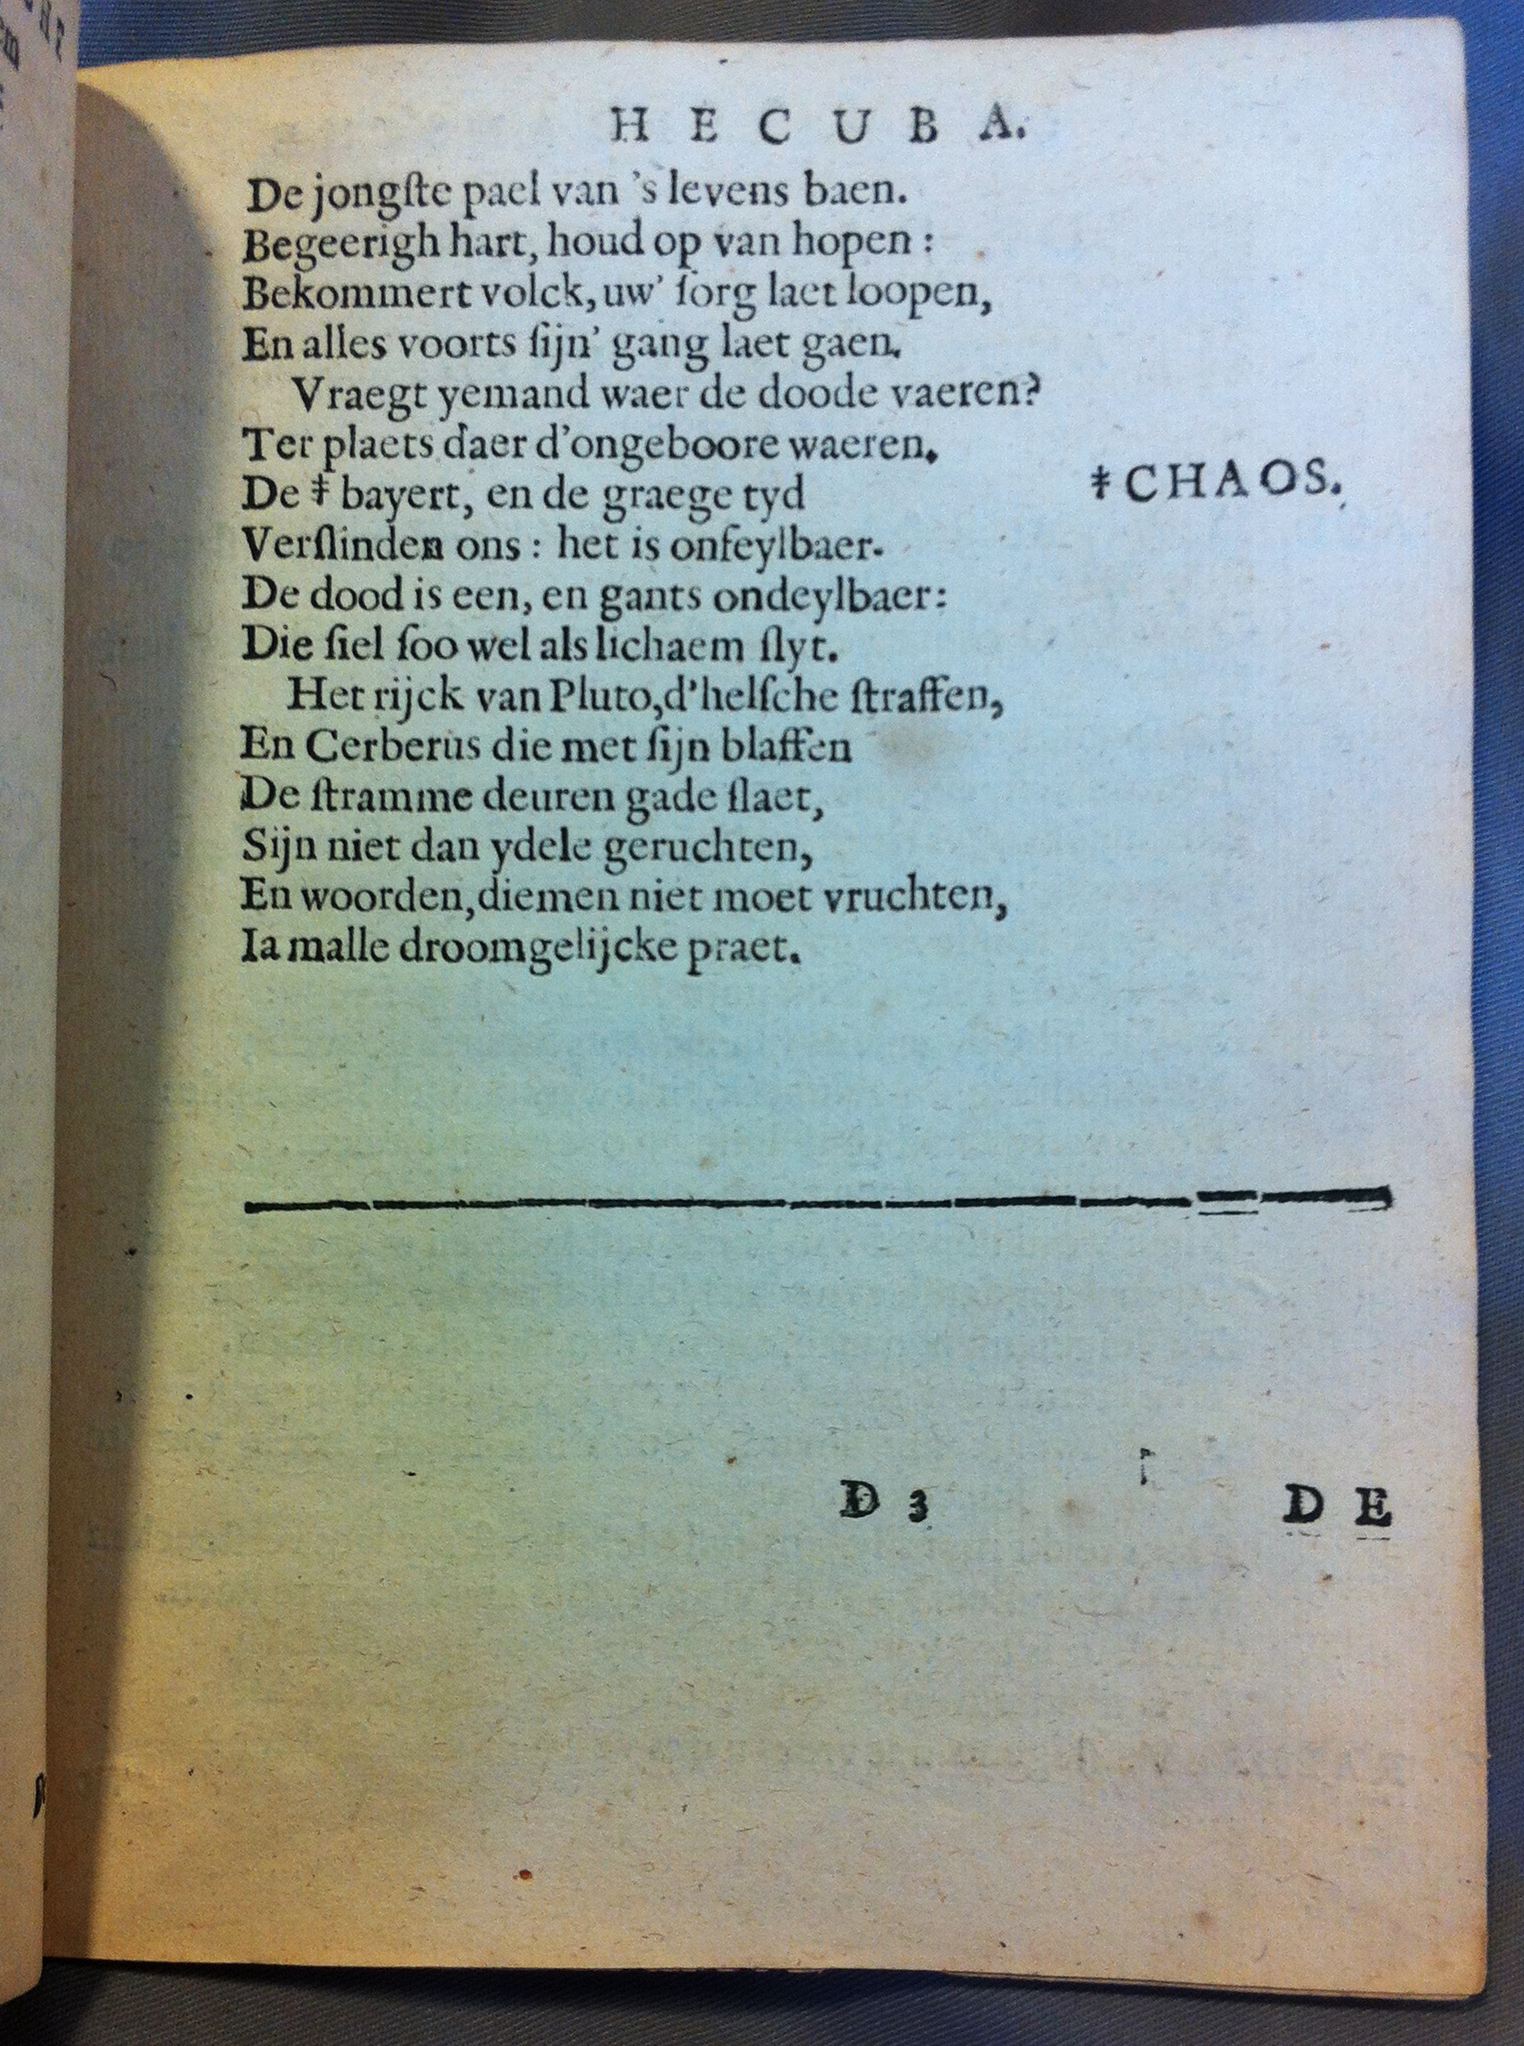 H E C U B A.
De jongſte pael van 's levens baen.
Begeerigh hart, houd op van hopen :
Bekommert volck, uw' ſorg laet loopen,
En alles voorts ſijn' gang laet gaen.
Vraegt yemand waer de doode vaeren?
Ter plaets daer d'ongeboore waeren.
De ‡ bayert, en de graege tyd
‡ CHAOS.
Verſlinden ons : het is onfeylbaer.
De dood is een, en gants ondeylbaer:
Die ſiel ſoo wel als lichaem ſlyt.
Het rijck van Pluto, d'helſche ſtraffen,
En Cerberus die met ſijn blaffen
De ſtramme deuren gade ſlaet,
Sijn niet dan ydele geruchten,
En woorden, diemen niet moet vruchten,
Ia malle droomgelijcke praet.
D 3
D E